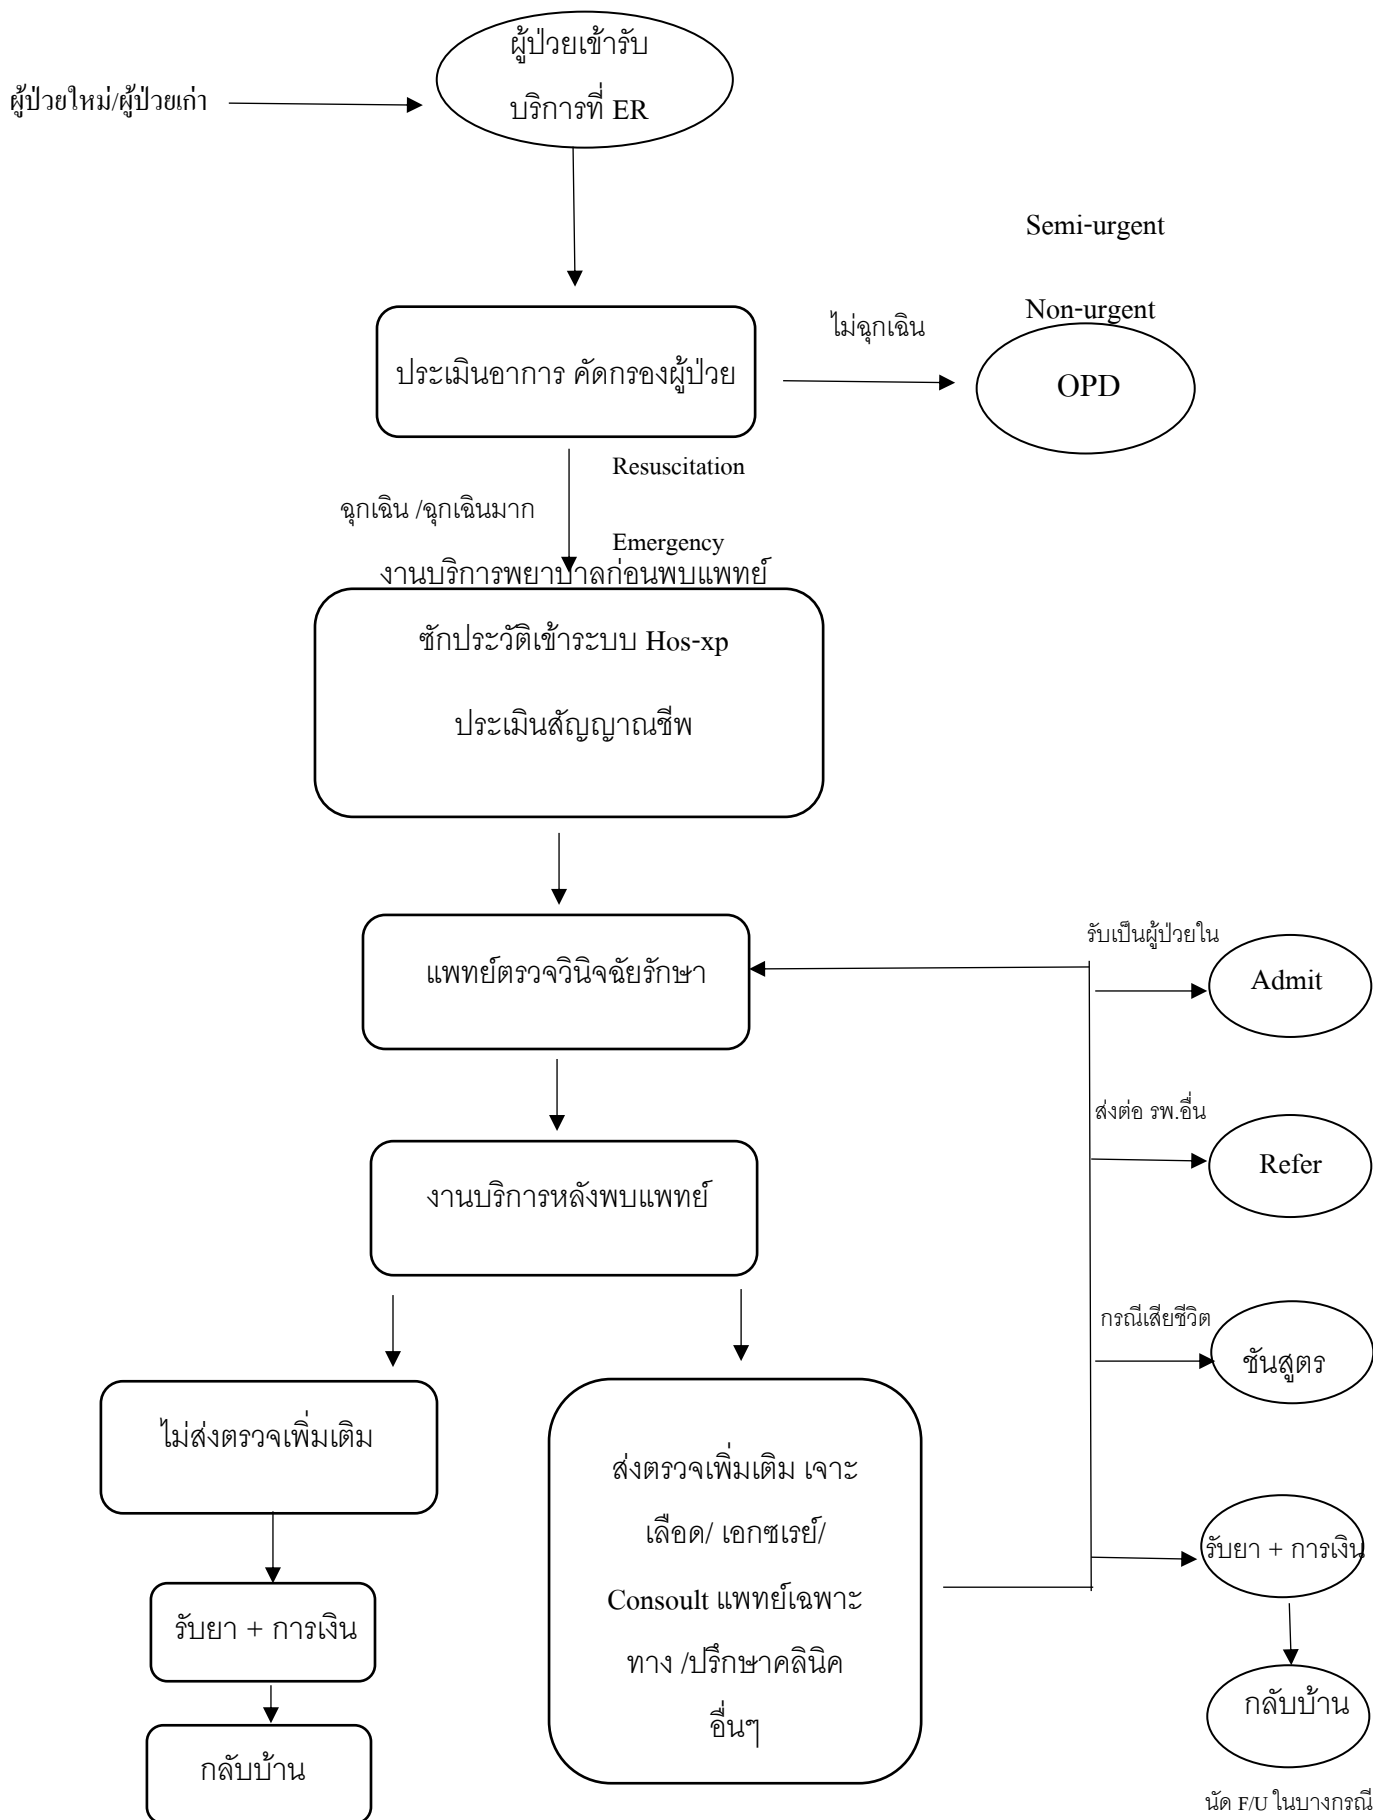 ผู้ป่วยเข้ารับ
บริการที่ ER
ผู้ป่วยใหม่/ผู้ป่วยเก่า
Semi-urgent
Non-urgent
ไม่ฉุกเฉิน
OPD
ประเมินอาการ คัดกรองผู้ป่วย
Resuscitation
ฉุกเฉิน /ฉุกเฉินมาก
Emergency
งานบริการพยาบาลก่อนพบแพทย์
ซักประวัติเข้าระบบ Hos-xp
ประเมินสัญญาณชีพ
รับเป็นผู้ป่วยใน
Admit
แพทย์ตรวจวินิจฉัยรักษา
ส่งต่อ รพ.อื่น
Refer
งานบริการหลังพบแพทย์
กรณีเสียชีวิต
ชันสูตร
ไม่ส่งตรวจเพิ่มเติม
ส่งตรวจเพิ่มเติม เจาะ
เลือด/ เอกซเรย์/
Consoult แพทย์เฉพาะ
ทาง /ปรึกษาคลินิค
อื่นๆ
รับยา + การเงิน
กลับบ้าน
รับยา + การเงิน
กลับบ้าน
นัด F/U ในบางกรณี